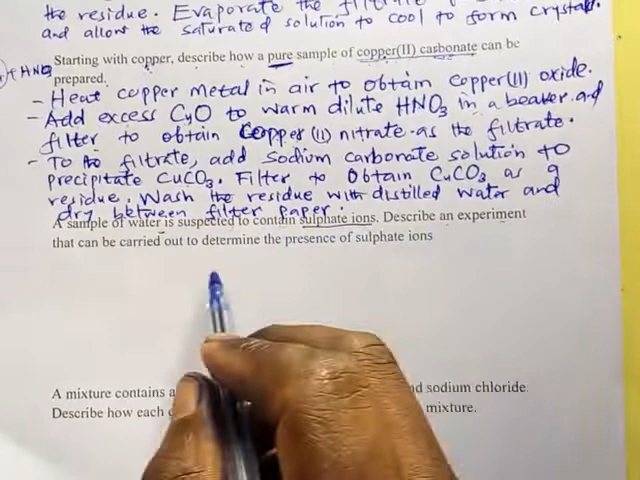 the residue. Evaporate the
and allow the saturated solution to cool to form crystals.
Starting with copper, describe how a pure sample of copper(II) carbonate can be
prepared.
+ HNO3
- Heat copper metal in air to obtain copper(II) oxide.
- Add excess CuO to warm dilute HNO3 in a beaker and
filter to obtain Copper (II) nitrate as the filtrate.
- To the filtrate, add sodium carbonate solution to
precipitate CuCO3. Filter to obtain CuCO3 as a
residue. Wash the residue with distilled water and
dry between filter paper.
A sample of water is suspected to contain sulphate ions. Describe an experiment
that can be carried out to determine the presence of sulphate ions
A mixture contains a d sodium chloride.
Describe how each mixture.